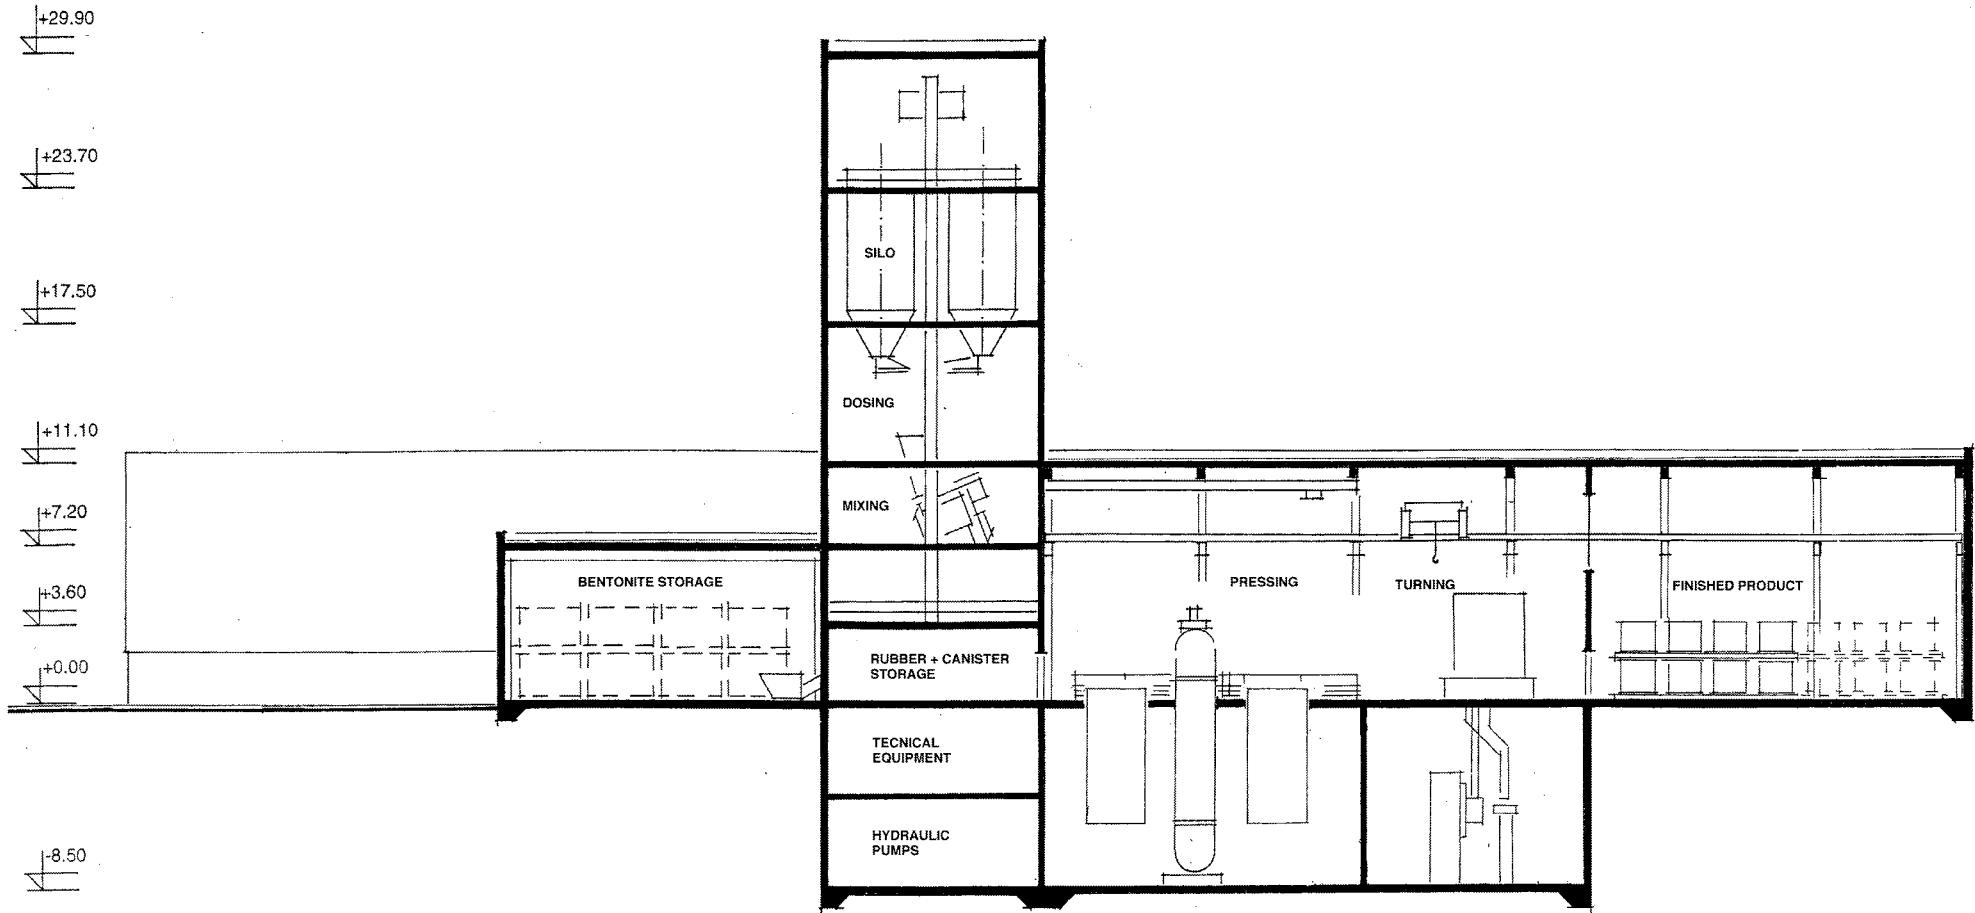 +29.90
+23.70
+17.50
+11.10
+7.20
+3.60
+0.00
-8.50
SILO
DOSING
MIXING
BENTONITE STORAGE
PRESSING
TURNING
FINISHED PRODUCT
RUBBER + CANISTER
STORAGE
TECNICAL
EQUIPMENT
HYDRAULIC
PUMPS